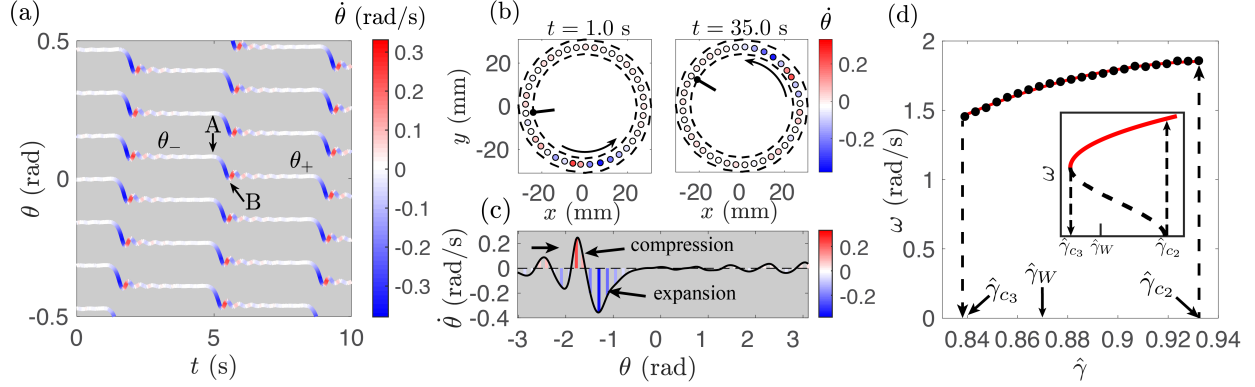 (a)
θ̇ (rad/s)
0.5
0
-0.5
θ (rad)
0
5
10
t (s)
A
B
θ₋
θ₊
0.3
0.2
0.1
0
-0.1
-0.2
-0.3
-0.4
(b)
t = 1.0 s
t = 35.0 s
θ̇
20
10
0
-10
-20
y (mm)
-20
0
20
x (mm)
-20
0
20
x (mm)
0.2
0
-0.2
(c)
0.2
0
-0.2
-0.4
θ̇ (rad/s)
compression
expansion
-3
-2
-1
0
1
2
3
θ (rad)
0.2
0
-0.2
(d)
2
1.5
1
0.5
0
ω (rad/s)
ω
γ̂c₃
γ̂W
γ̂c₂
γ̂c₃
γ̂W
γ̂c₂
0.84
0.86
0.88
0.9
0.92
0.94
γ̂